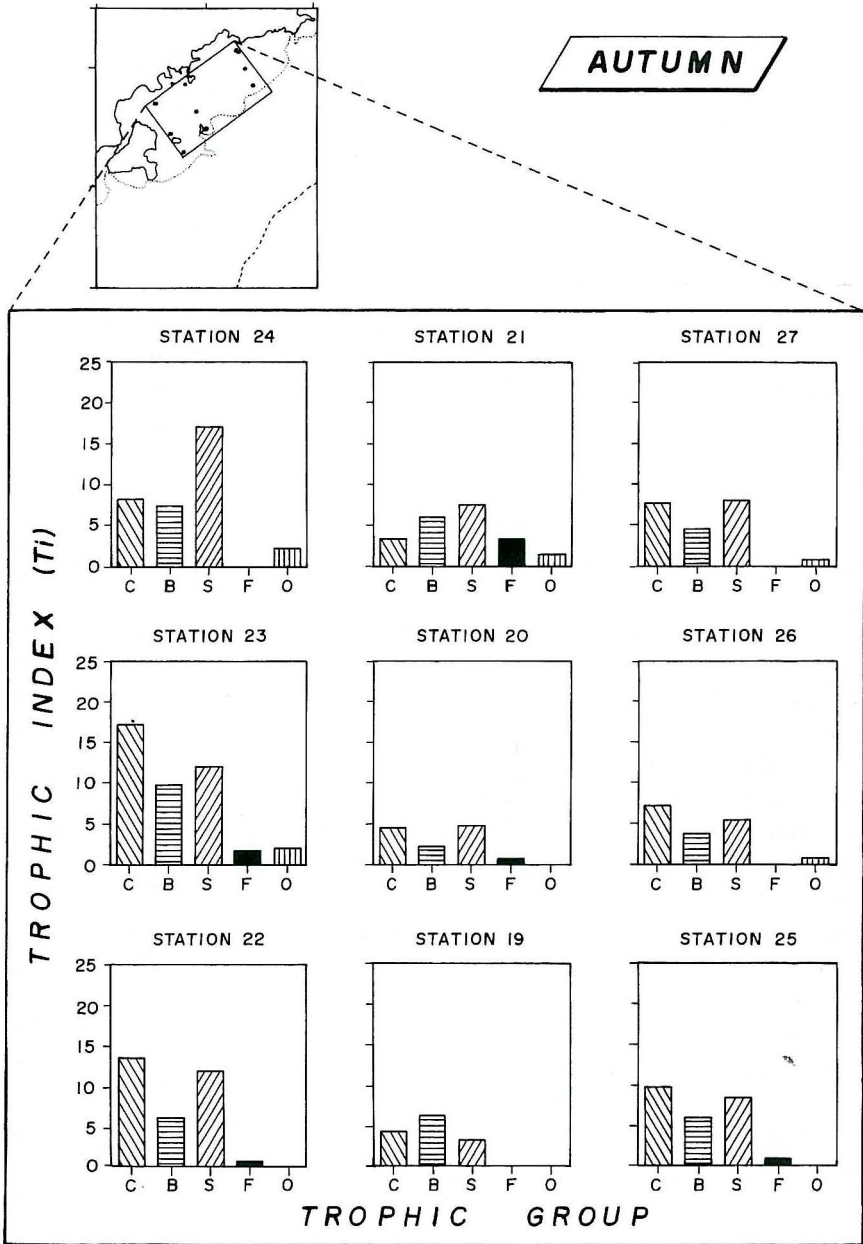 AUTUMN
TROPHIC INDEX (Ti)
STATION 24
25
20
15
10
5
0
C B S F O
STATION 21
C B S F O
STATION 27
C B S F O
STATION 23
25
20
15
10
5
0
C B S F O
STATION 20
C B S F O
STATION 26
C B S F O
STATION 22
25
20
15
10
5
0
C B S F O
STATION 19
C B S F O
STATION 25
C B S F O
TROPHIC GROUP